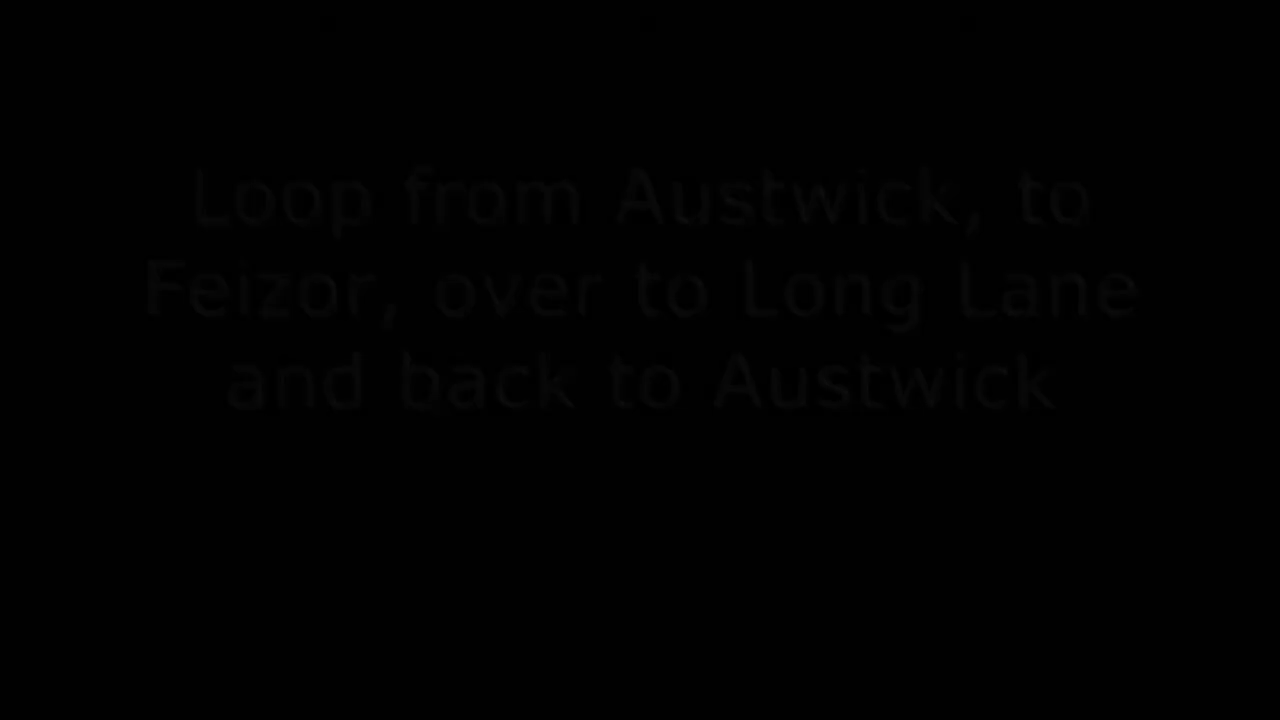 Loop from Austwick, to
Feizor, over to Long Lane
and back to Austwick